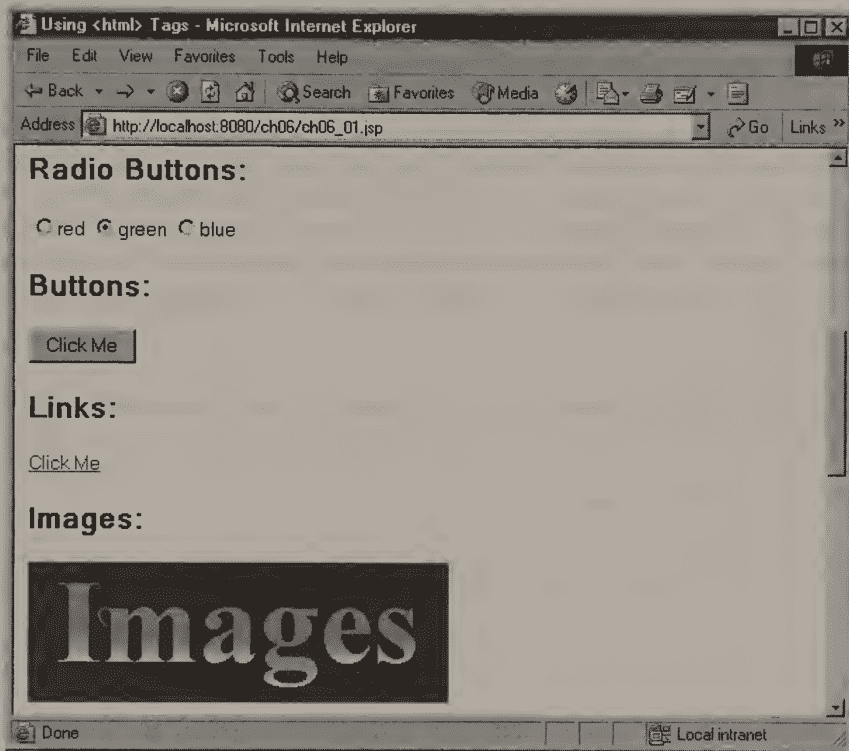 Using <html> Tags - Microsoft Internet Explorer
File Edit View Favorites Tools Help
Back Search Favorites Media
Address http://localhost:8080/ch06/ch06_01.jsp Go Links »
Radio Buttons:
red green blue
Buttons:
Click Me
Links:
Click Me
Images:
Images
Done Local intranet